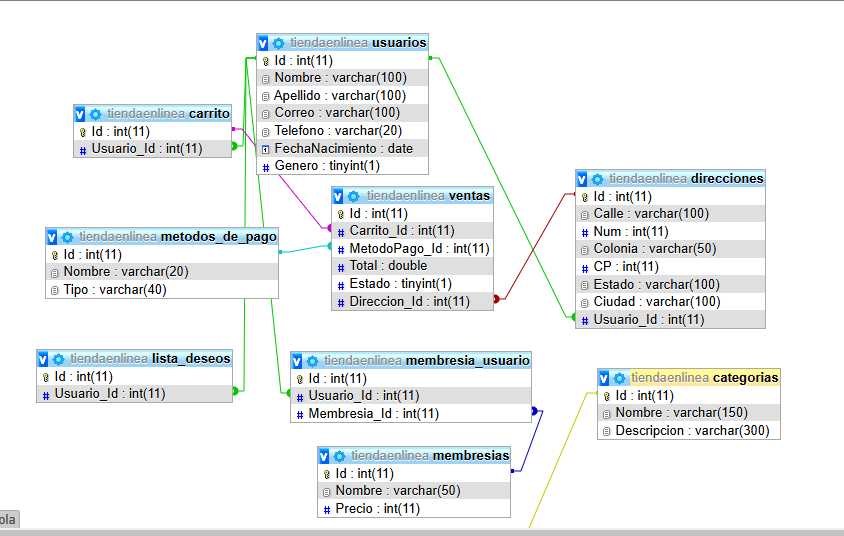 tiendaenlinea usuarios
Id : int(11)
Nombre : varchar(100)
Apellido : varchar(100)
Correo : varchar(100)
Telefono : varchar(20)
FechaNacimiento : date
Genero : tinyint(1)
tiendaenlinea carrito
Id : int(11)
Usuario_Id : int(11)
tiendaenlinea ventas
Id : int(11)
Carrito_Id : int(11)
MetodoPago_Id : int(11)
Total : double
Estado : tinyint(1)
Direccion_Id : int(11)
tiendaenlinea direcciones
Id : int(11)
Calle : varchar(100)
Num : int(11)
Colonia : varchar(50)
CP : int(11)
Estado : varchar(100)
Ciudad : varchar(100)
Usuario_Id : int(11)
tiendaenlinea metodos_de_pago
Id : int(11)
Nombre : varchar(20)
Tipo : varchar(40)
tiendaenlinea lista_deseos
Id : int(11)
Usuario_Id : int(11)
tiendaenlinea membresia_usuario
Id : int(11)
Usuario_Id : int(11)
Membresia_Id : int(11)
tiendaenlinea categorias
Id : int(11)
Nombre : varchar(150)
Descripcion : varchar(300)
tiendaenlinea membresias
Id : int(11)
Nombre : varchar(50)
Precio : int(11)
ola